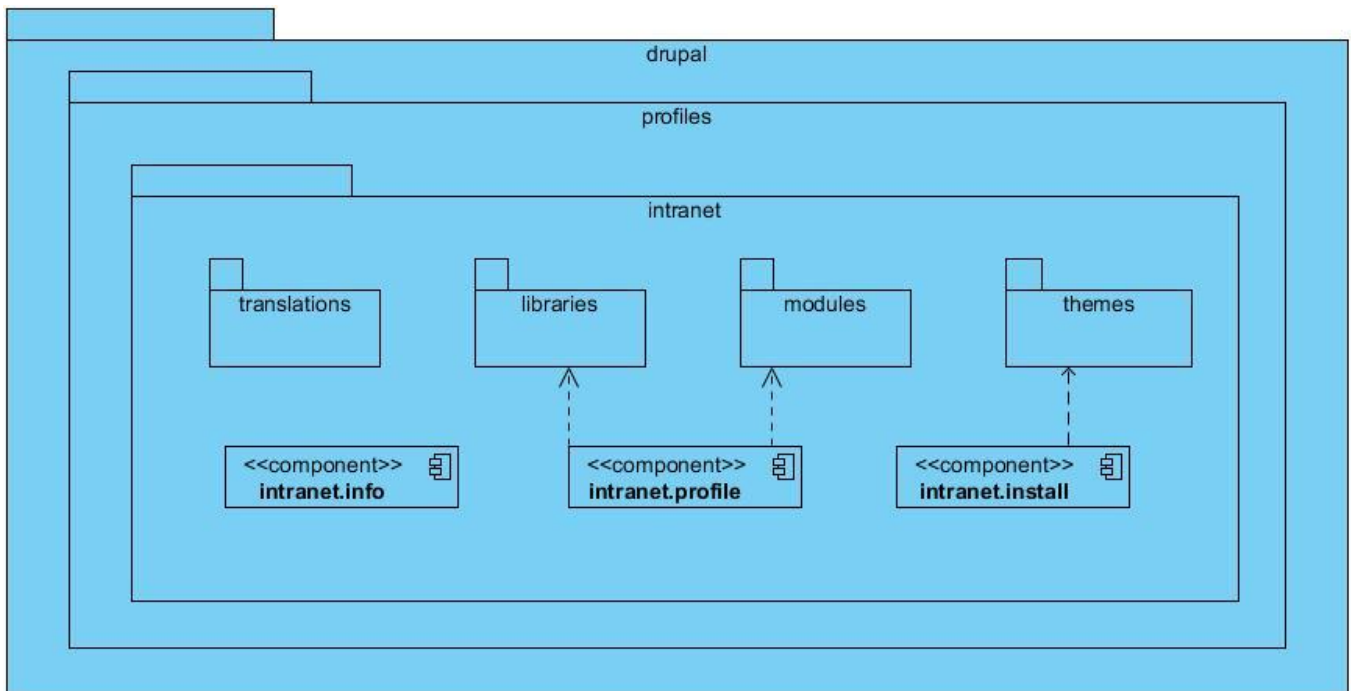 drupal
profiles
intranet
translations
libraries
modules
themes
<<component>>
intranet.info
<<component>>
intranet.profile
<<component>>
intranet.install